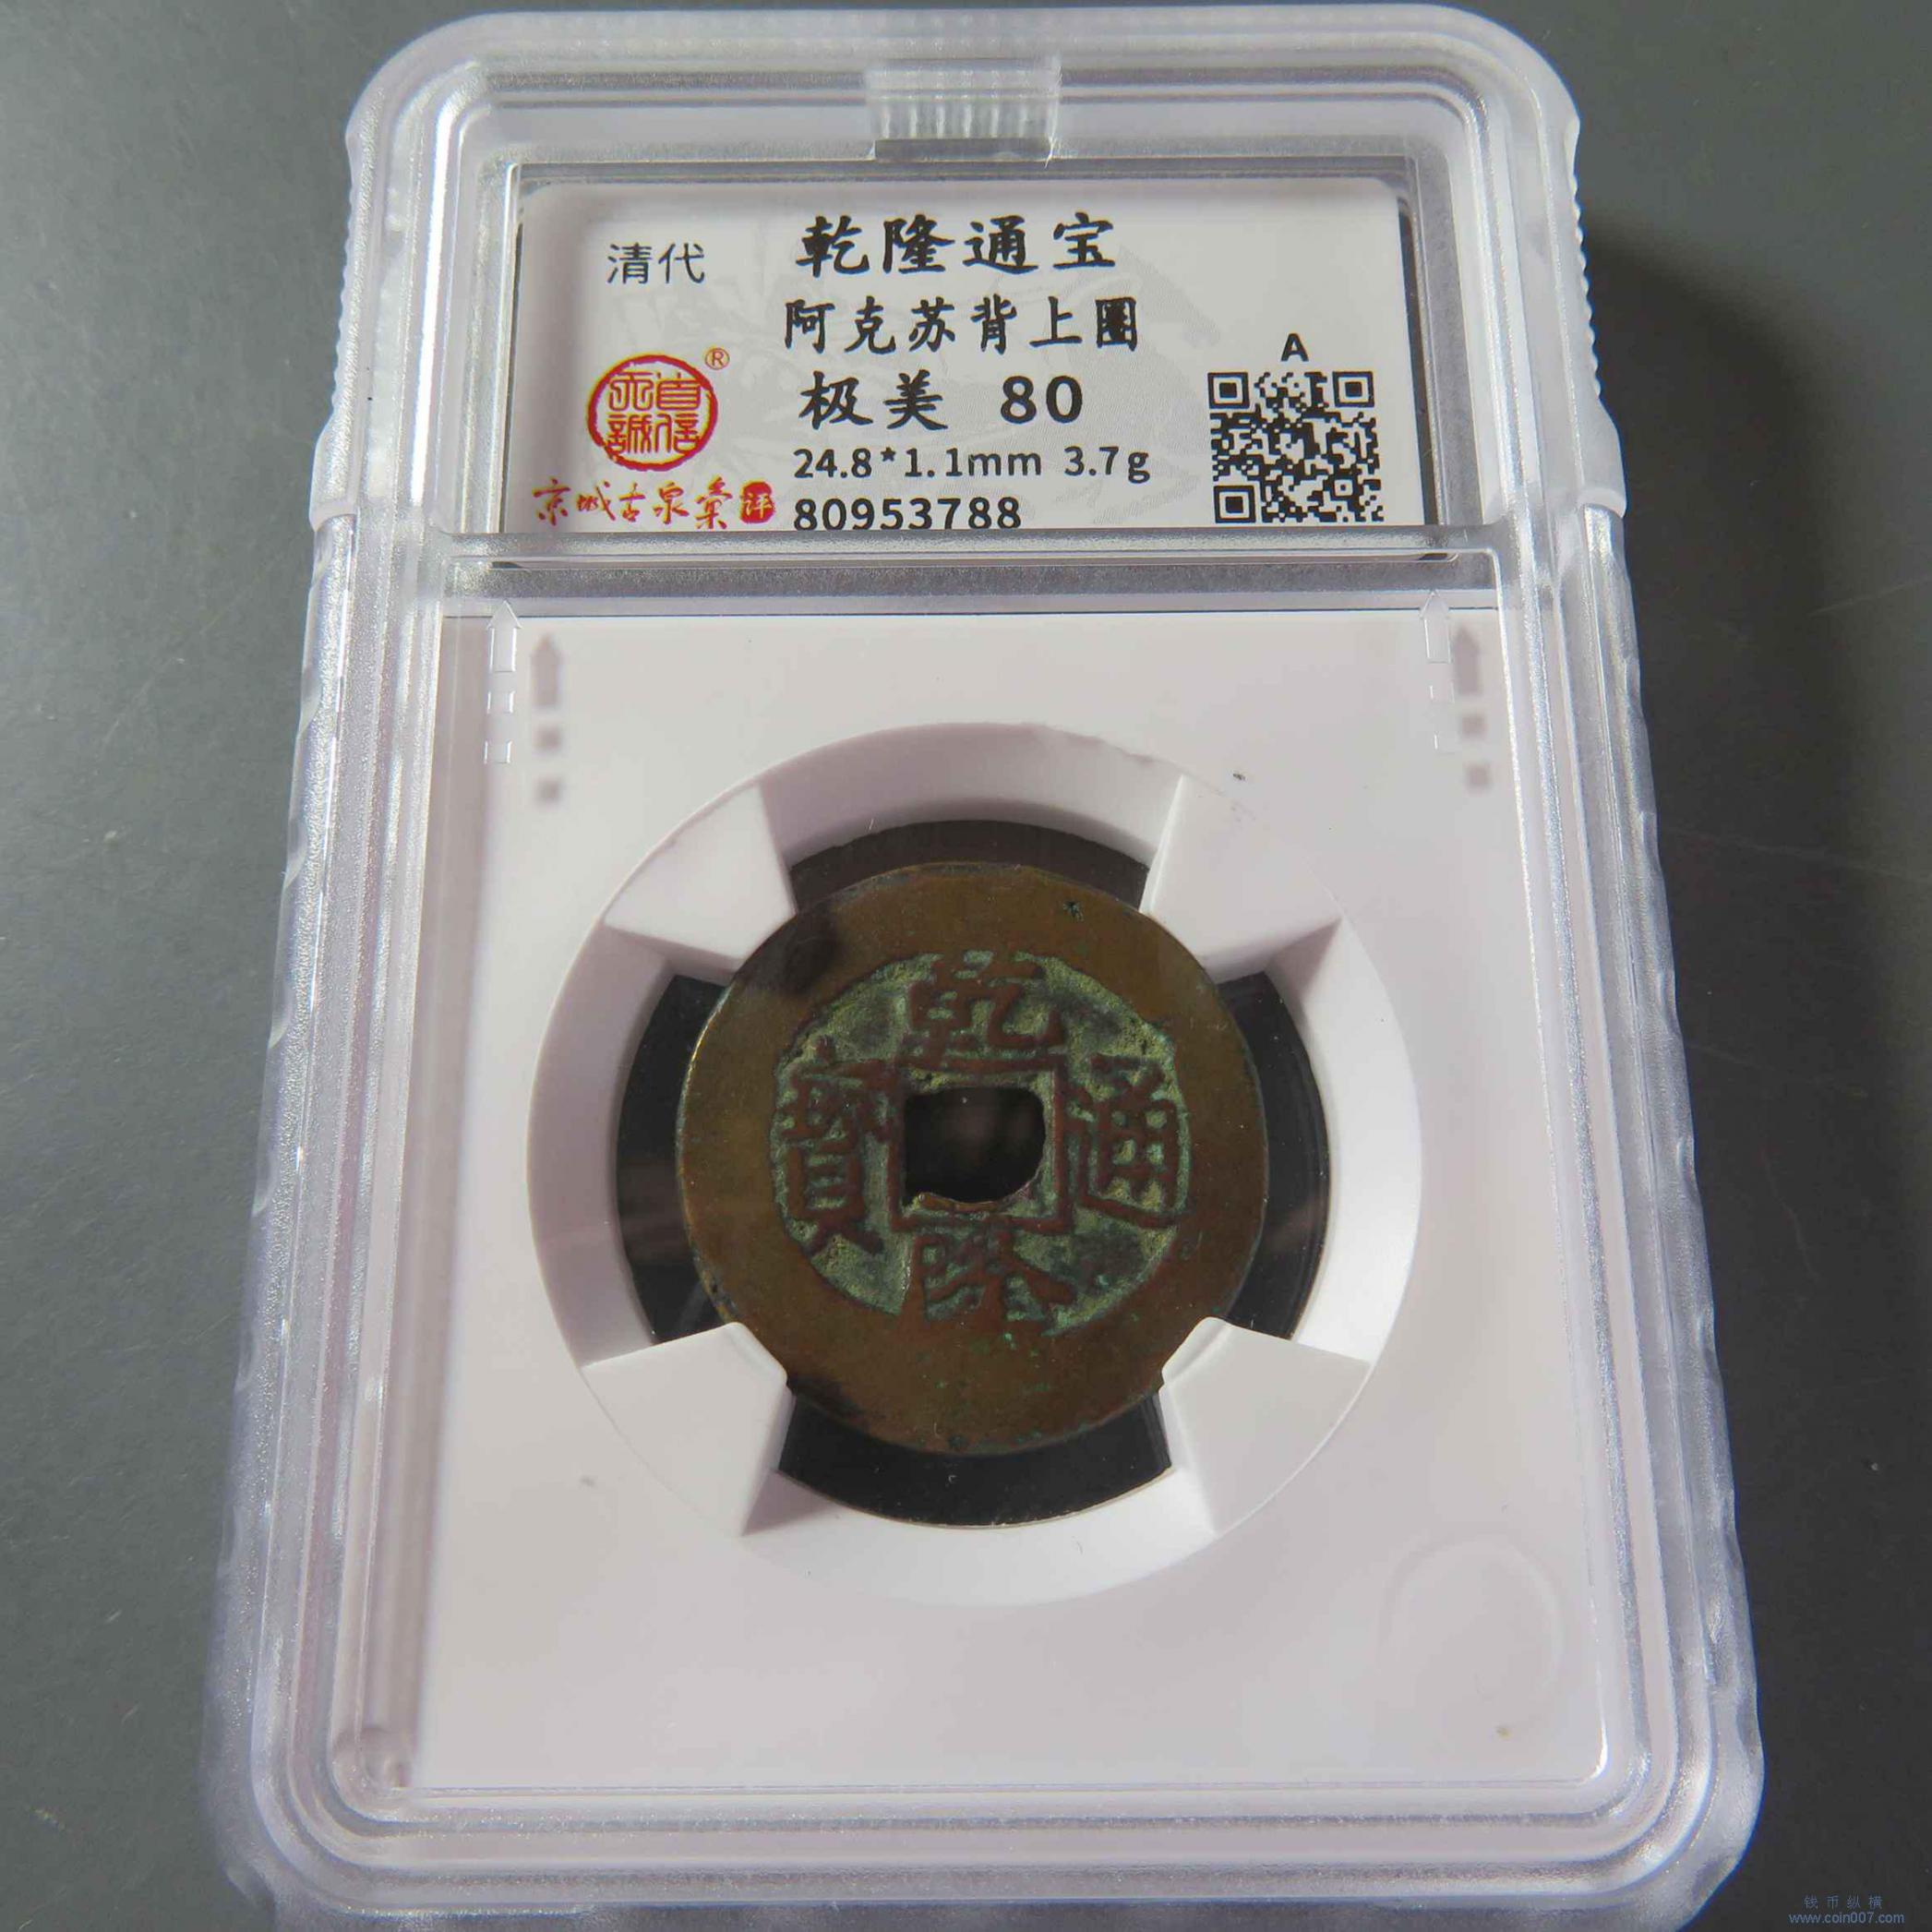 清代
乾隆通宝
阿克苏背上圈
极美 80
24.8*1.1mm 3.7g
80953788
A
®
京城古泉汇评
乾隆通寶
钱币纵横
www.coin007.com